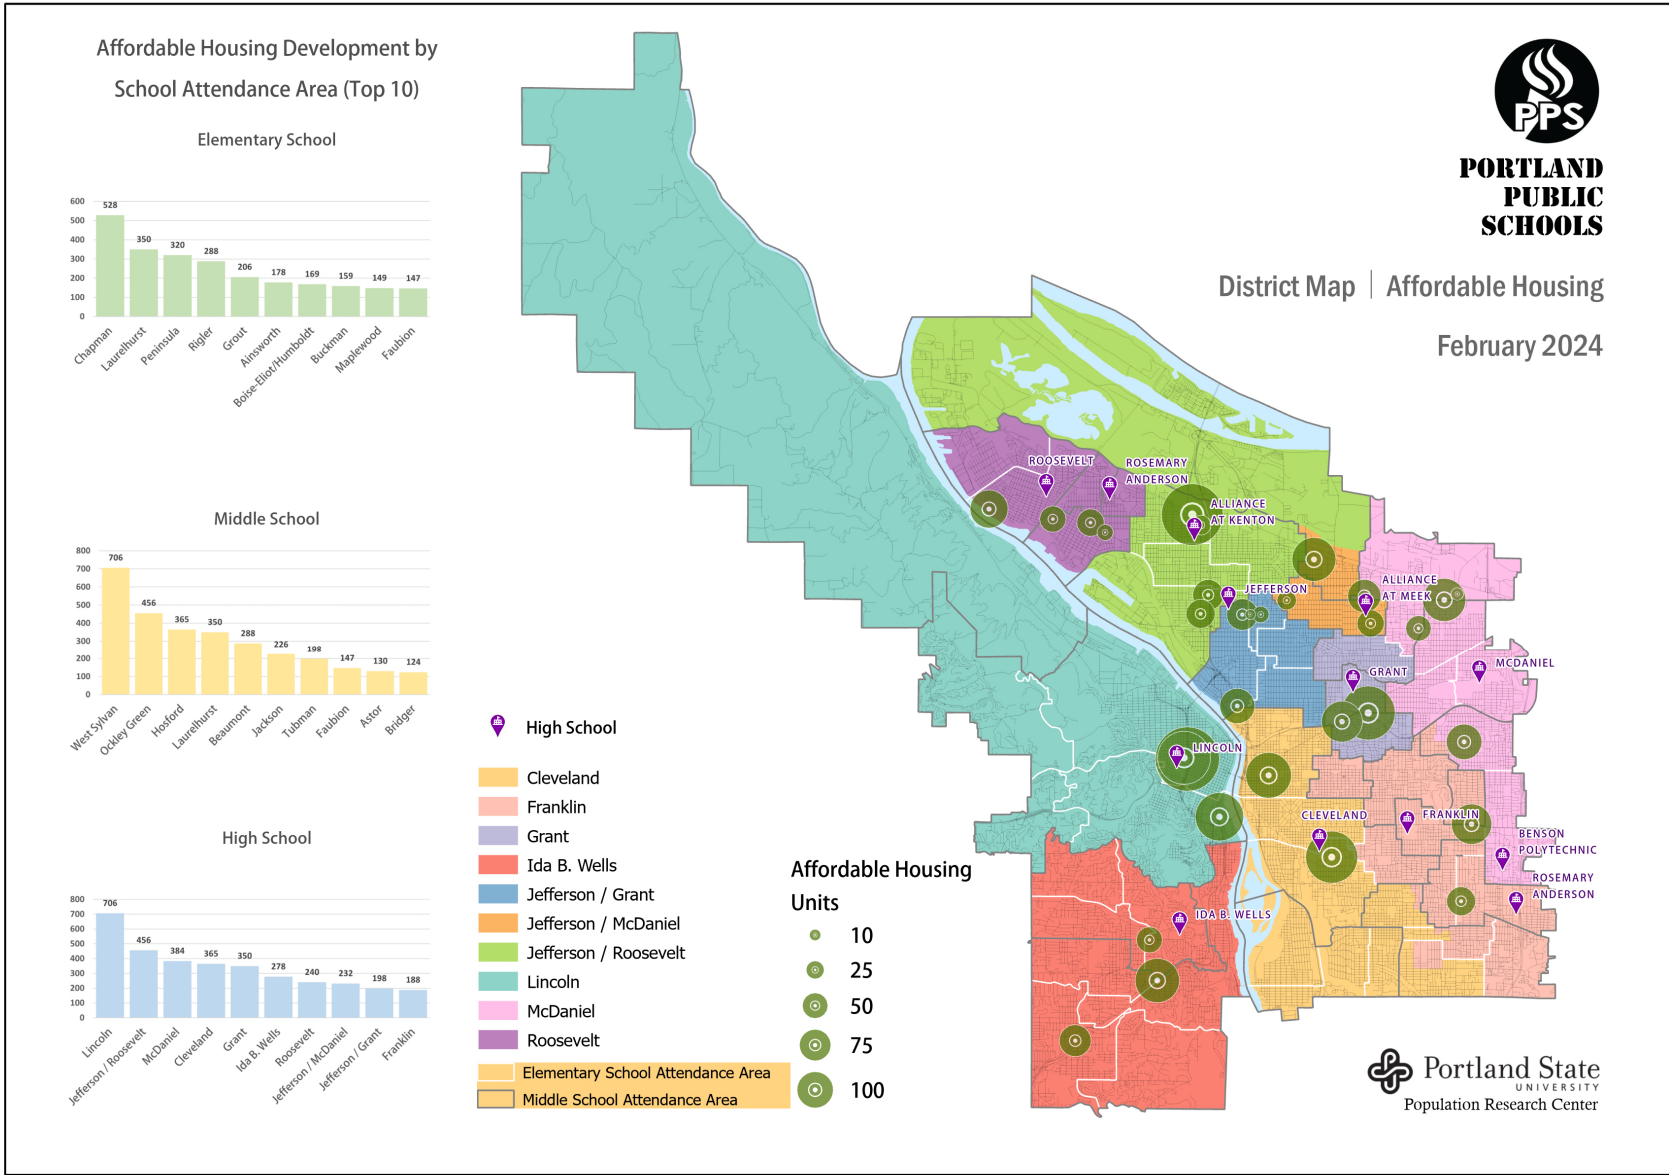 Affordable Housing Development by
School Attendance Area (Top 10)
Elementary School
600
500
400
300
200
100
0
528
350
320
288
206
178
169
159
149
147
Chapman
Laurelhurst
Peninsula
Rigler
Grout
Ainsworth
Boise-Eliot/Humboldt
Buckman
Maplewood
Faubion
Middle School
800
700
600
500
400
300
200
100
0
706
456
365
350
288
226
198
147
130
124
West Sylvan
Ockley Green
Hosford
Laurelhurst
Beaumont
Jackson
Tubman
Faubion
Astor
Bridger
High School
800
700
600
500
400
300
200
100
0
706
456
384
365
350
278
240
232
198
188
Lincoln
Jefferson / Roosevelt
McDaniel
Cleveland
Grant
Ida B. Wells
Roosevelt
Jefferson / McDaniel
Jefferson / Grant
Franklin
High School
Cleveland
Franklin
Grant
Ida B. Wells
Jefferson / Grant
Jefferson / McDaniel
Jefferson / Roosevelt
Lincoln
McDaniel
Roosevelt
Elementary School Attendance Area
Middle School Attendance Area
Affordable Housing
Units
10
25
50
75
100
ROOSEVELT
ROSEMARY
ANDERSON
ALLIANCE
AT KENTON
JEFFERSON
ALLIANCE
AT MEEK
GRANT
MCDANIEL
LINCOLN
CLEVELAND
FRANKLIN
BENSON
POLYTECHNIC
ROSEMARY
ANDERSON
IDA B. WELLS
PPS
PORTLAND
PUBLIC
SCHOOLS
District Map | Affordable Housing
February 2024
Portland State
UNIVERSITY
Population Research Center